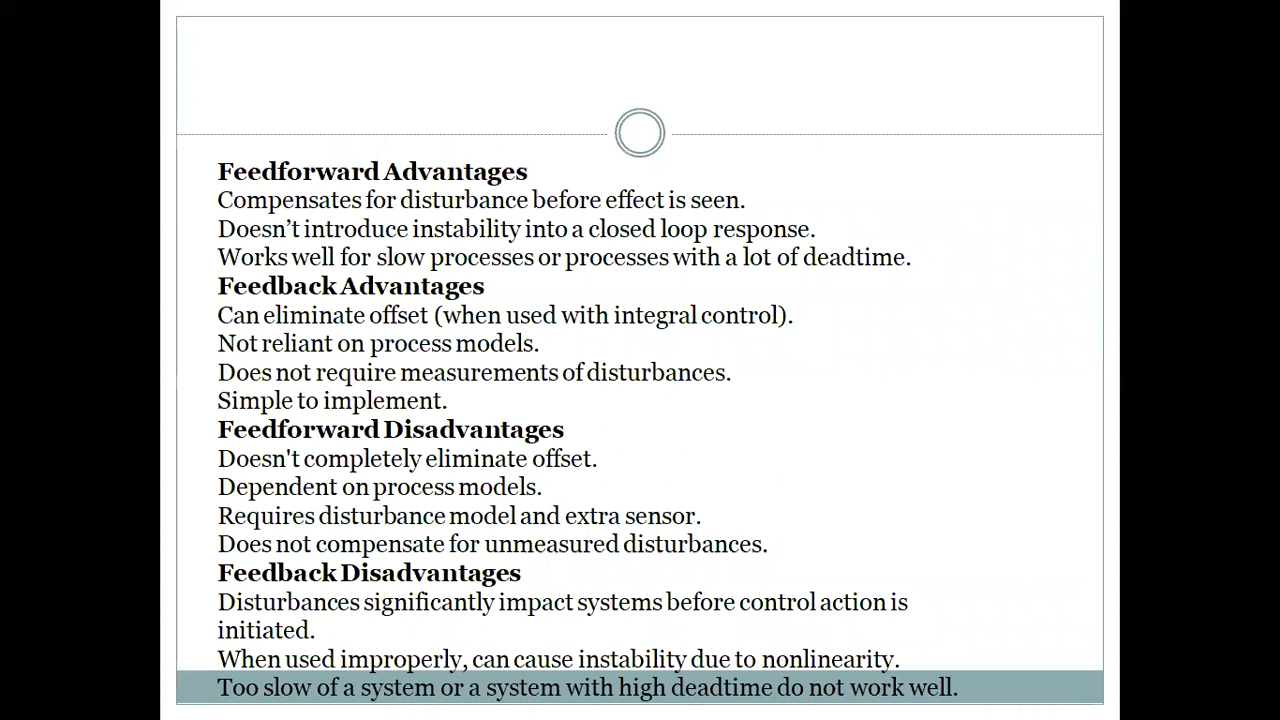 Feedforward Advantages
Compensates for disturbance before effect is seen.
Doesn’t introduce instability into a closed loop response.
Works well for slow processes or processes with a lot of deadtime.
Feedback Advantages
Can eliminate offset (when used with integral control).
Not reliant on process models.
Does not require measurements of disturbances.
Simple to implement.
Feedforward Disadvantages
Doesn't completely eliminate offset.
Dependent on process models.
Requires disturbance model and extra sensor.
Does not compensate for unmeasured disturbances.
Feedback Disadvantages
Disturbances significantly impact systems before control action is
initiated.
When used improperly, can cause instability due to nonlinearity.
Too slow of a system or a system with high deadtime do not work well.